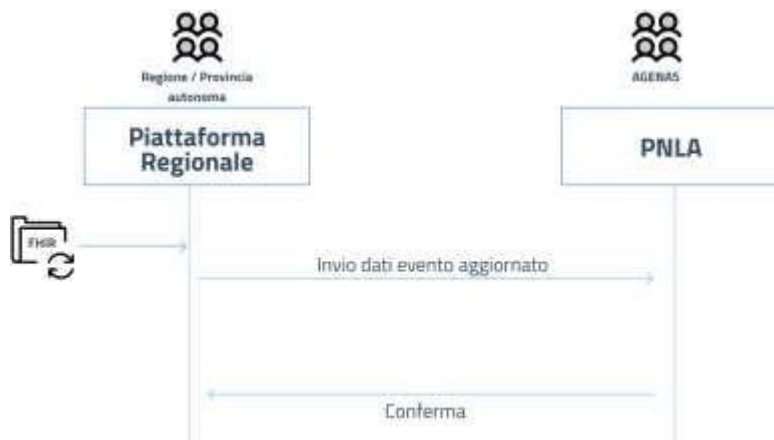 Regione / Provincia
autonoma
AGENAS
Piattaforma
Regionale
PNLA
FHIR
Invio dati evento aggiornato
Conferma